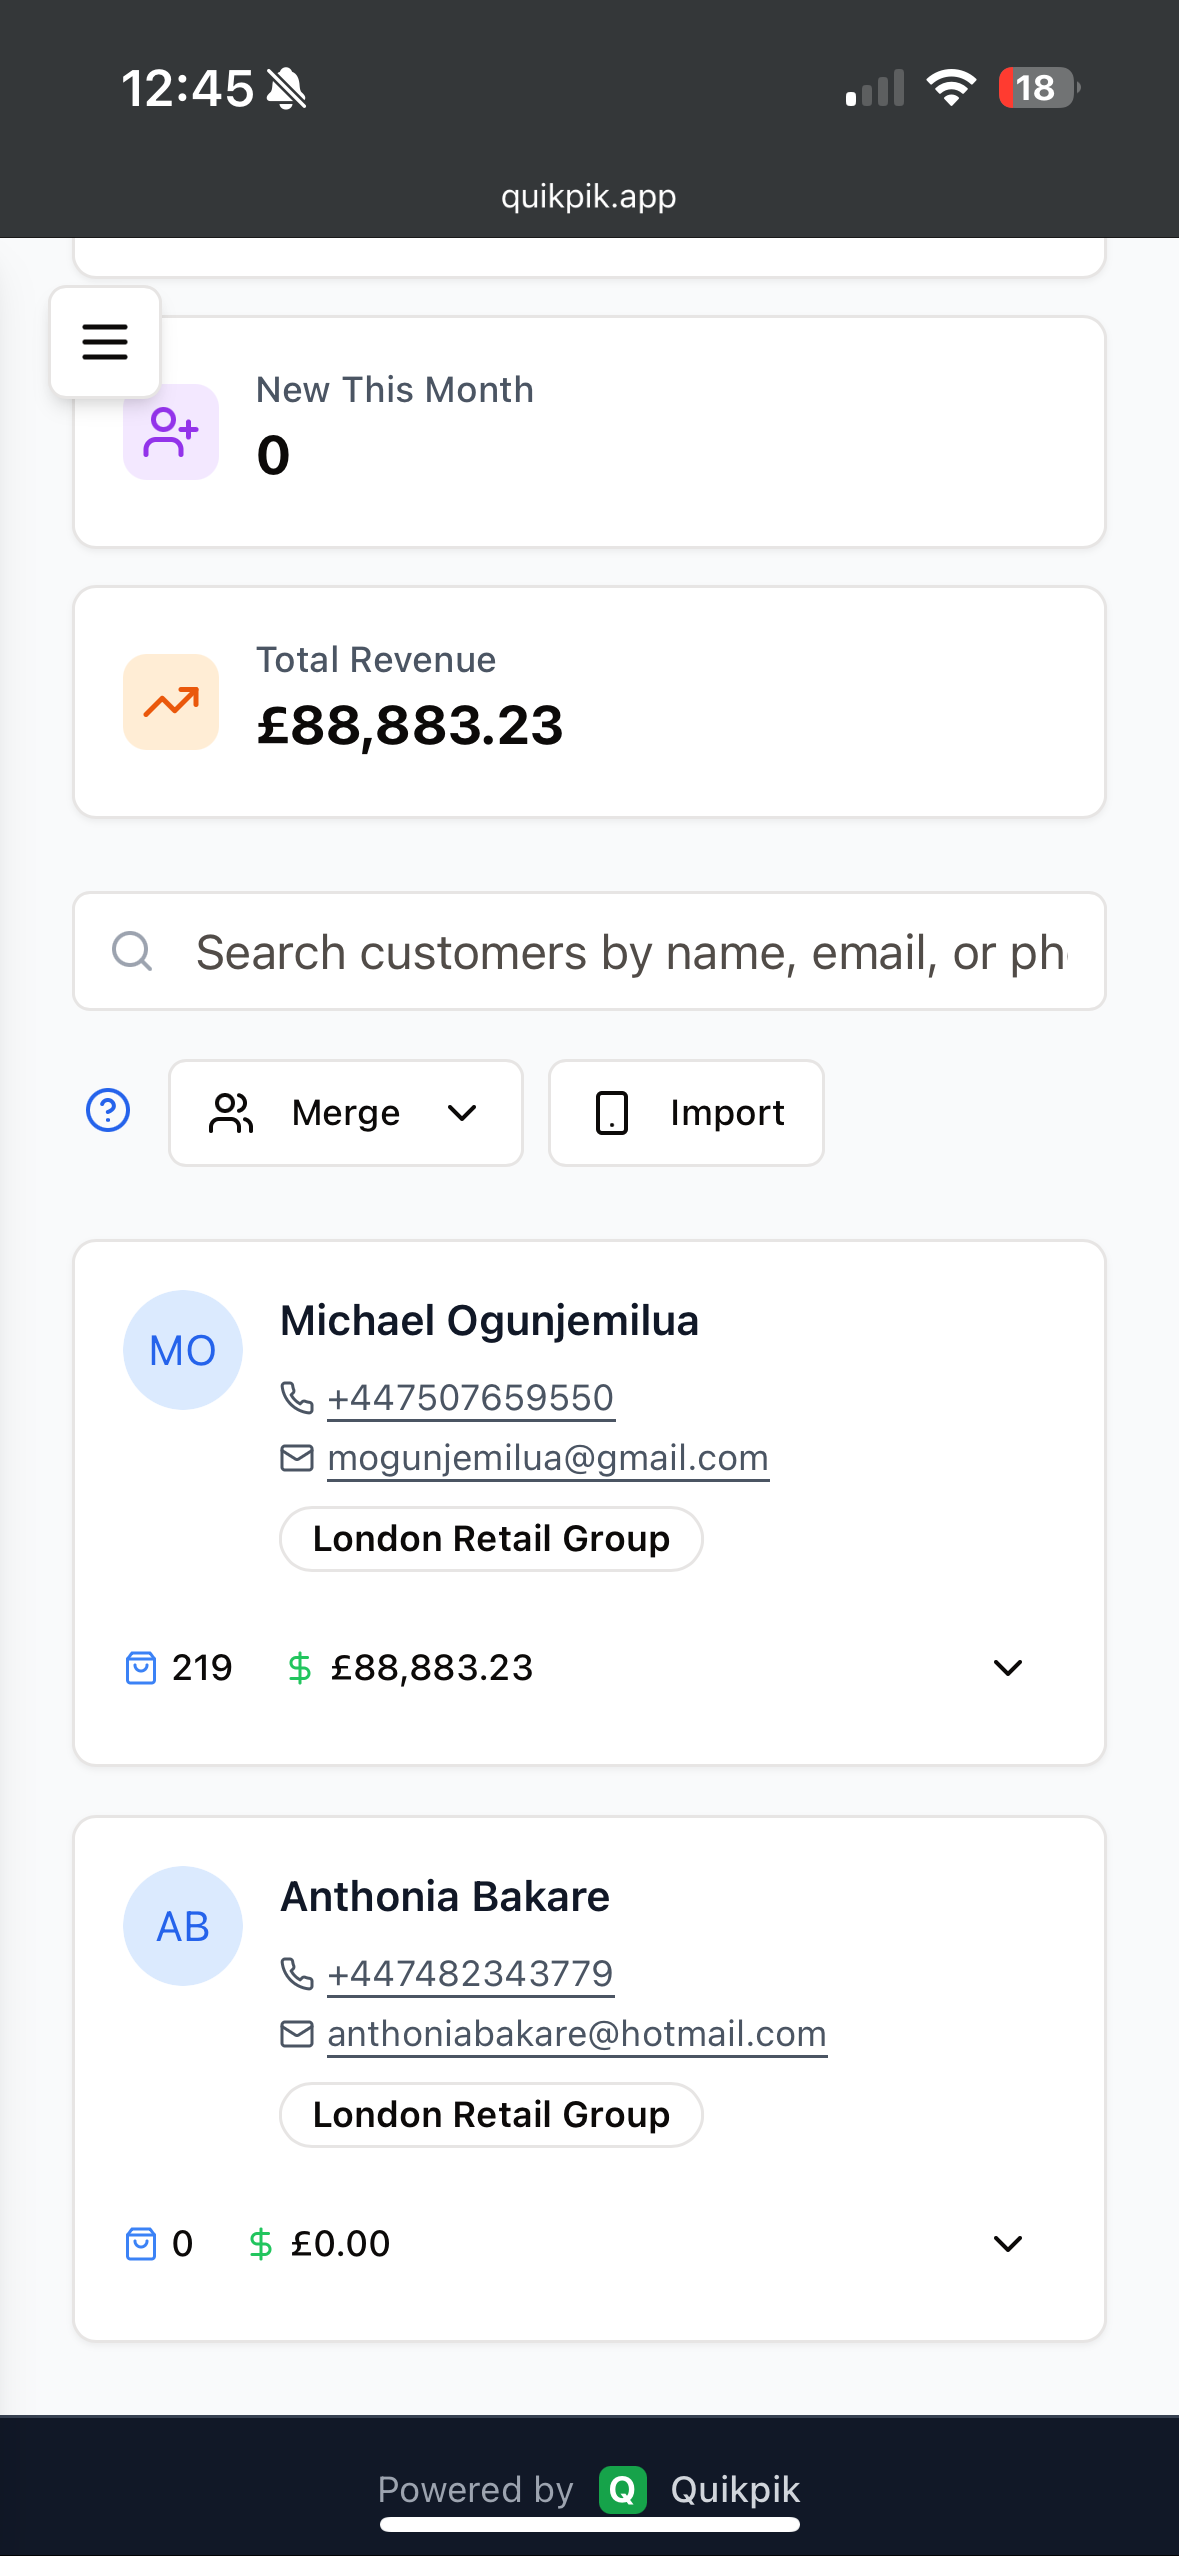 12:45
18
quikpik.app
New This Month
0
Total Revenue
£88,883.23
Search customers by name, email, or ph
Merge
Import
MO
Michael Ogunjemilua
+447507659550
mogunjemilua@gmail.com
London Retail Group
219 $ £88,883.23
AB
Anthonia Bakare
+447482343779
anthoniabakare@hotmail.com
London Retail Group
0 $ £0.00
Powered by Q Quikpik